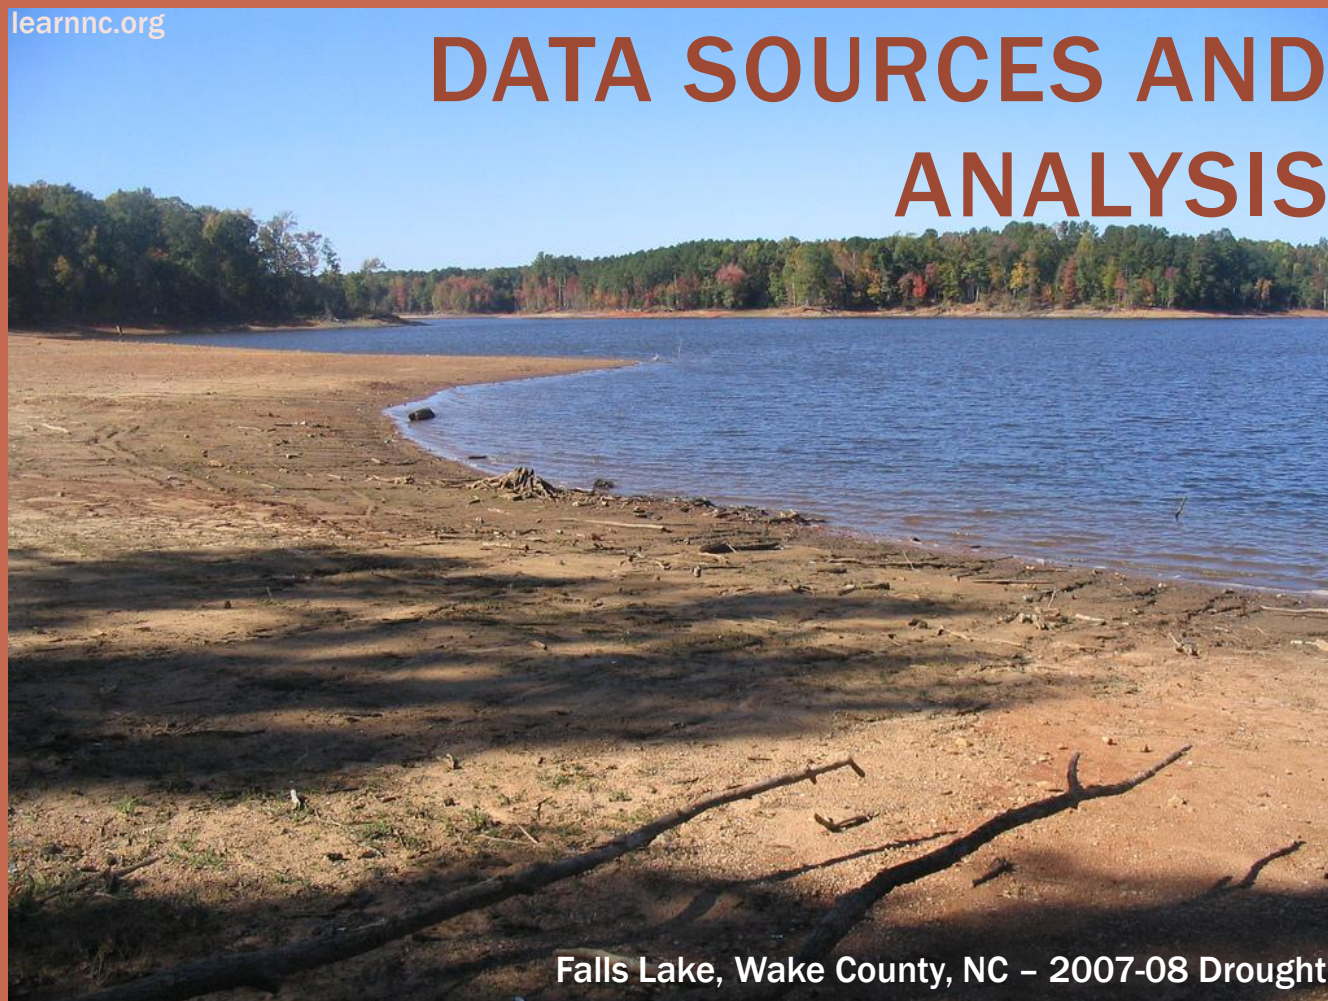 learnnc.org
DATA SOURCES AND
ANALYSIS
Falls Lake, Wake County, NC – 2007-08 Drought